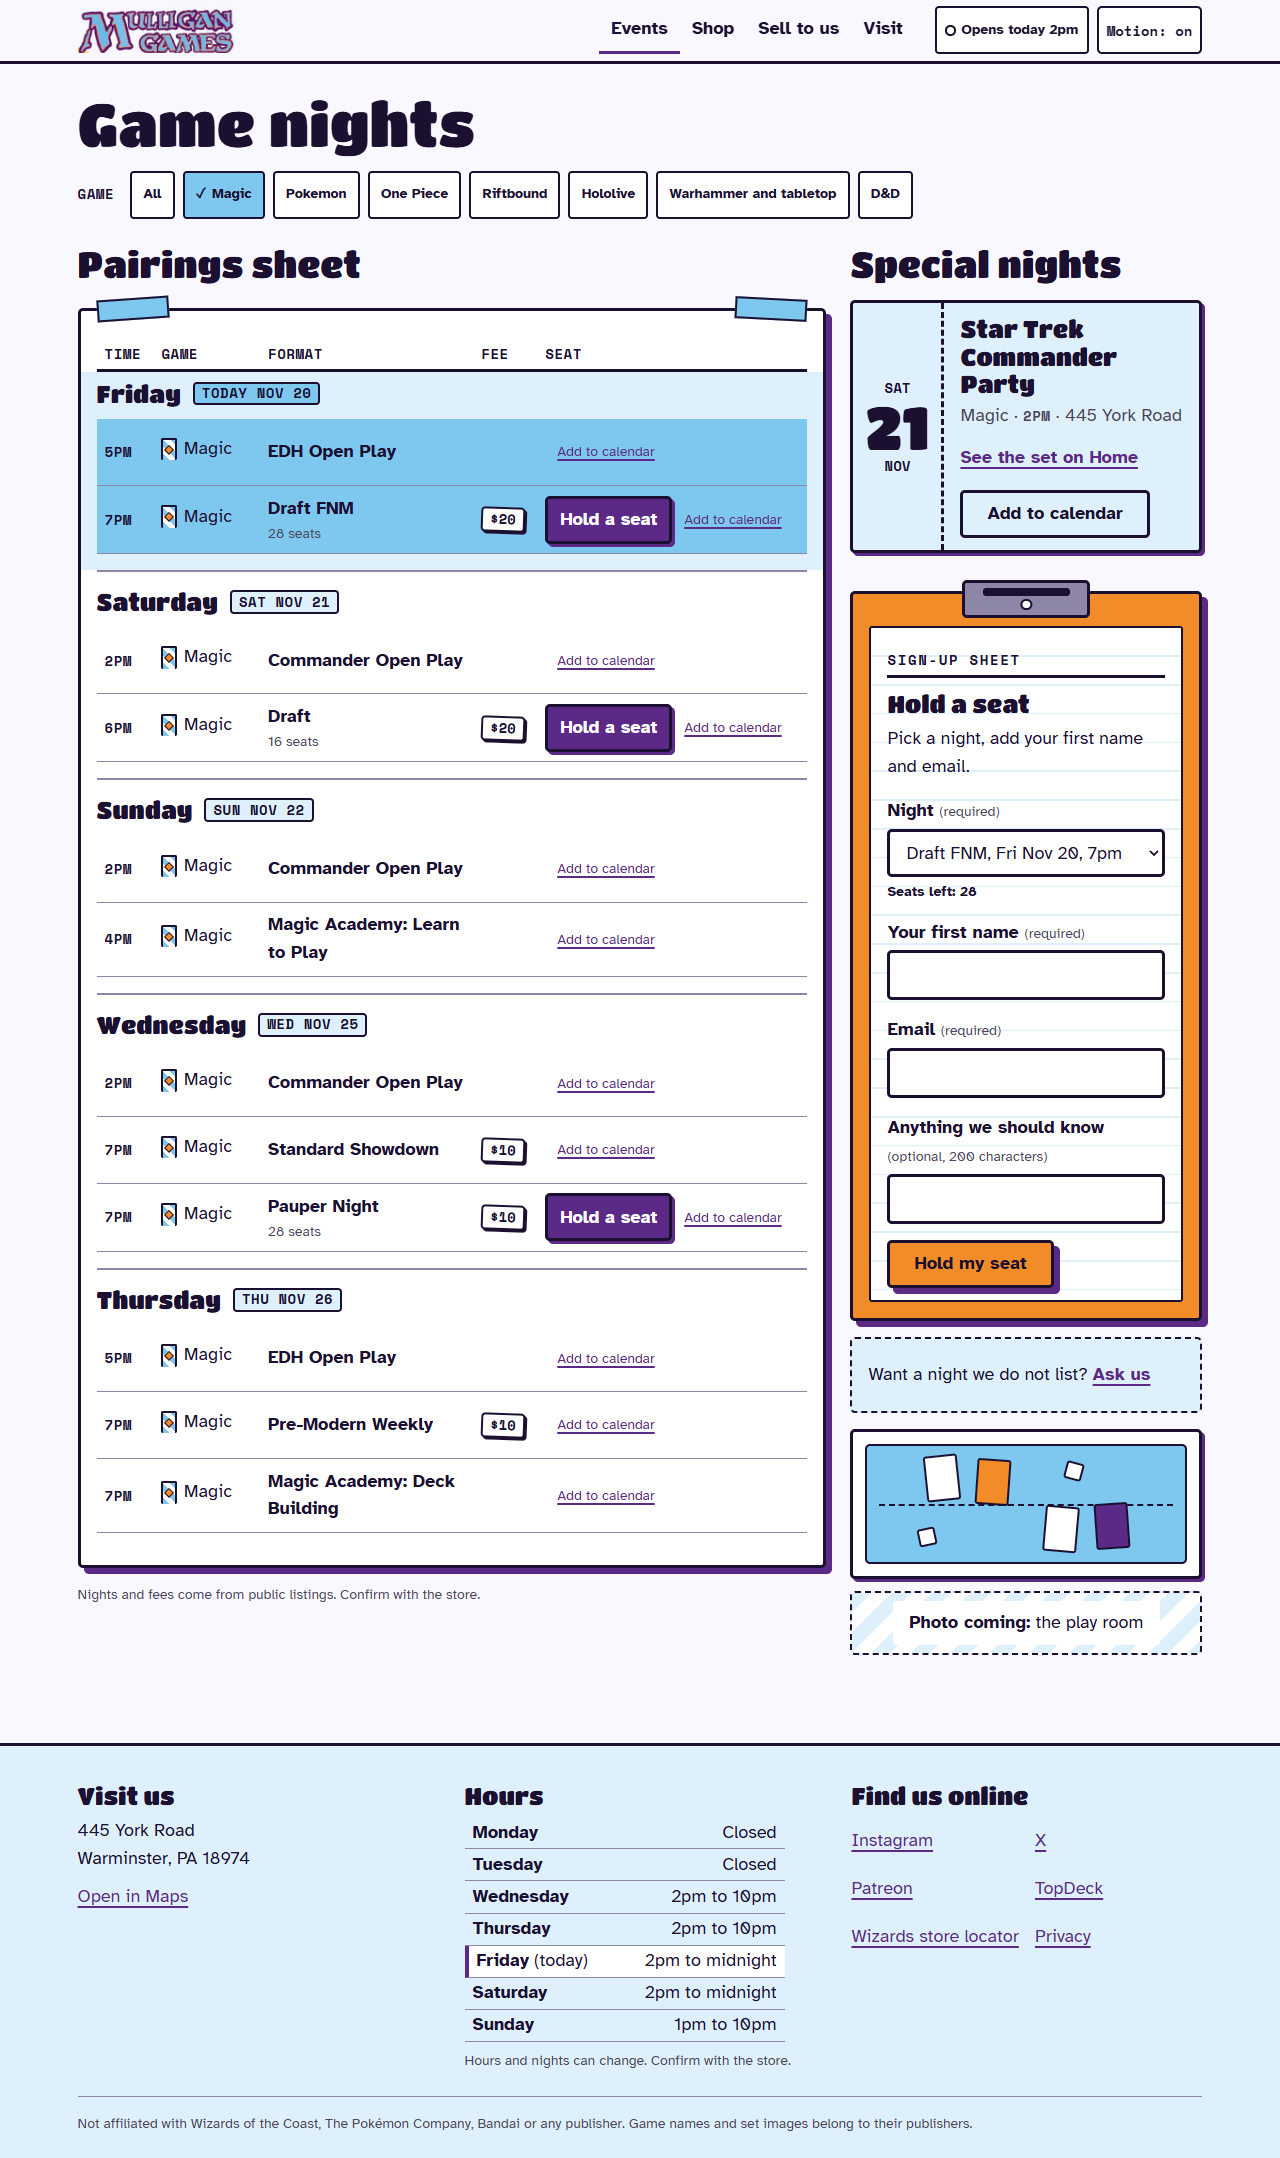 MULLIGAN GAMES
Events
Shop
Sell to us
Visit
Opens today 2pm
Motion: on
Game nights
GAME
All
✓ Magic
Pokemon
One Piece
Riftbound
Hololive
Warhammer and tabletop
D&D
Pairings sheet
TIME GAME FORMAT FEE SEAT
Friday TODAY NOV 20
5PM Magic EDH Open Play Add to calendar
7PM Magic Draft FNM $20 Hold a seat Add to calendar
28 seats
Saturday SAT NOV 21
2PM Magic Commander Open Play Add to calendar
6PM Magic Draft $20 Hold a seat Add to calendar
16 seats
Sunday SUN NOV 22
2PM Magic Commander Open Play Add to calendar
4PM Magic Magic Academy: Learn
to Play Add to calendar
Wednesday WED NOV 25
2PM Magic Commander Open Play Add to calendar
7PM Magic Standard Showdown $10 Add to calendar
7PM Magic Pauper Night $10 Hold a seat Add to calendar
28 seats
Thursday THU NOV 26
5PM Magic EDH Open Play Add to calendar
7PM Magic Pre-Modern Weekly $10 Add to calendar
7PM Magic Magic Academy: Deck
Building Add to calendar
Nights and fees come from public listings. Confirm with the store.
Special nights
SAT
21
NOV
Star Trek
Commander
Party
Magic · 2PM · 445 York Road
See the set on Home
Add to calendar
SIGN-UP SHEET
Hold a seat
Pick a night, add your first name
and email.
Night (required)
Draft FNM, Fri Nov 20, 7pm
Seats left: 28
Your first name (required)
Email (required)
Anything we should know
(optional, 200 characters)
Hold my seat
Want a night we do not list? Ask us
Photo coming: the play room
Visit us
445 York Road
Warminster, PA 18974
Open in Maps
Hours
Monday Closed
Tuesday Closed
Wednesday 2pm to 10pm
Thursday 2pm to 10pm
Friday (today) 2pm to midnight
Saturday 2pm to midnight
Sunday 1pm to 10pm
Hours and nights can change. Confirm with the store.
Find us online
Instagram X
Patreon TopDeck
Wizards store locator Privacy
Not affiliated with Wizards of the Coast, The Pokémon Company, Bandai or any publisher. Game names and set images belong to their publishers.